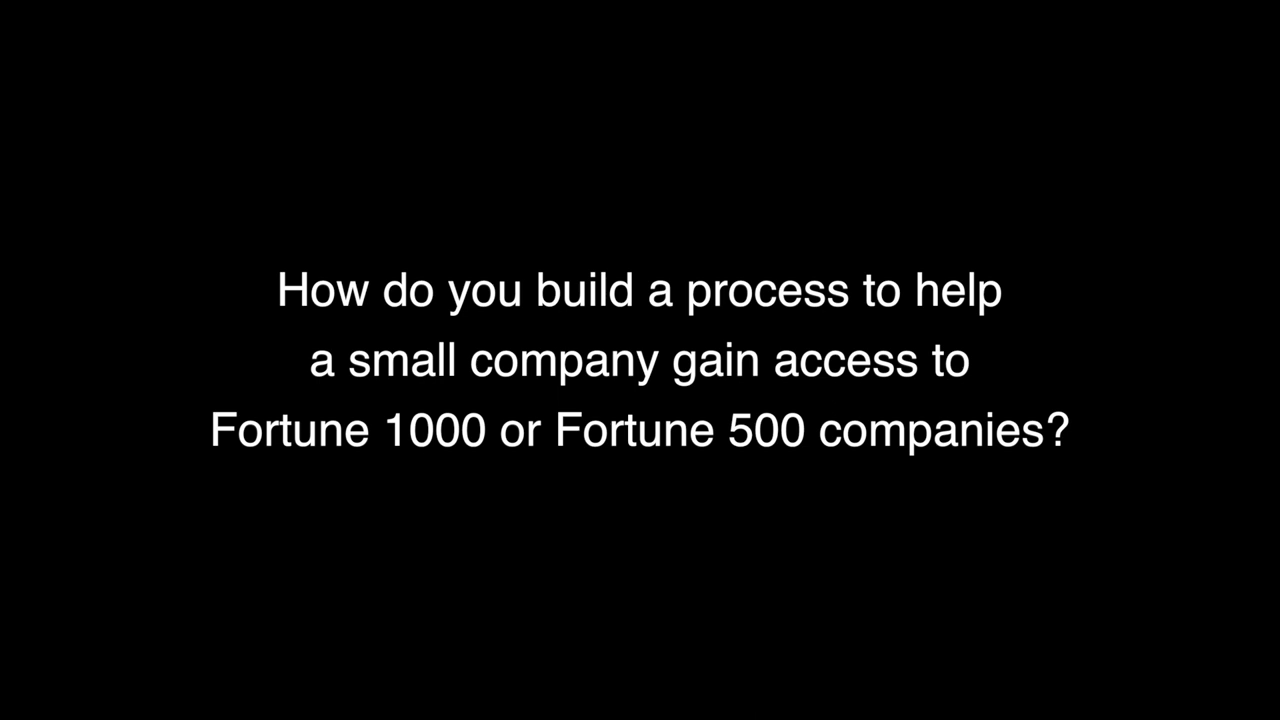 How do you build a process to help
a small company gain access to
Fortune 1000 or Fortune 500 companies?